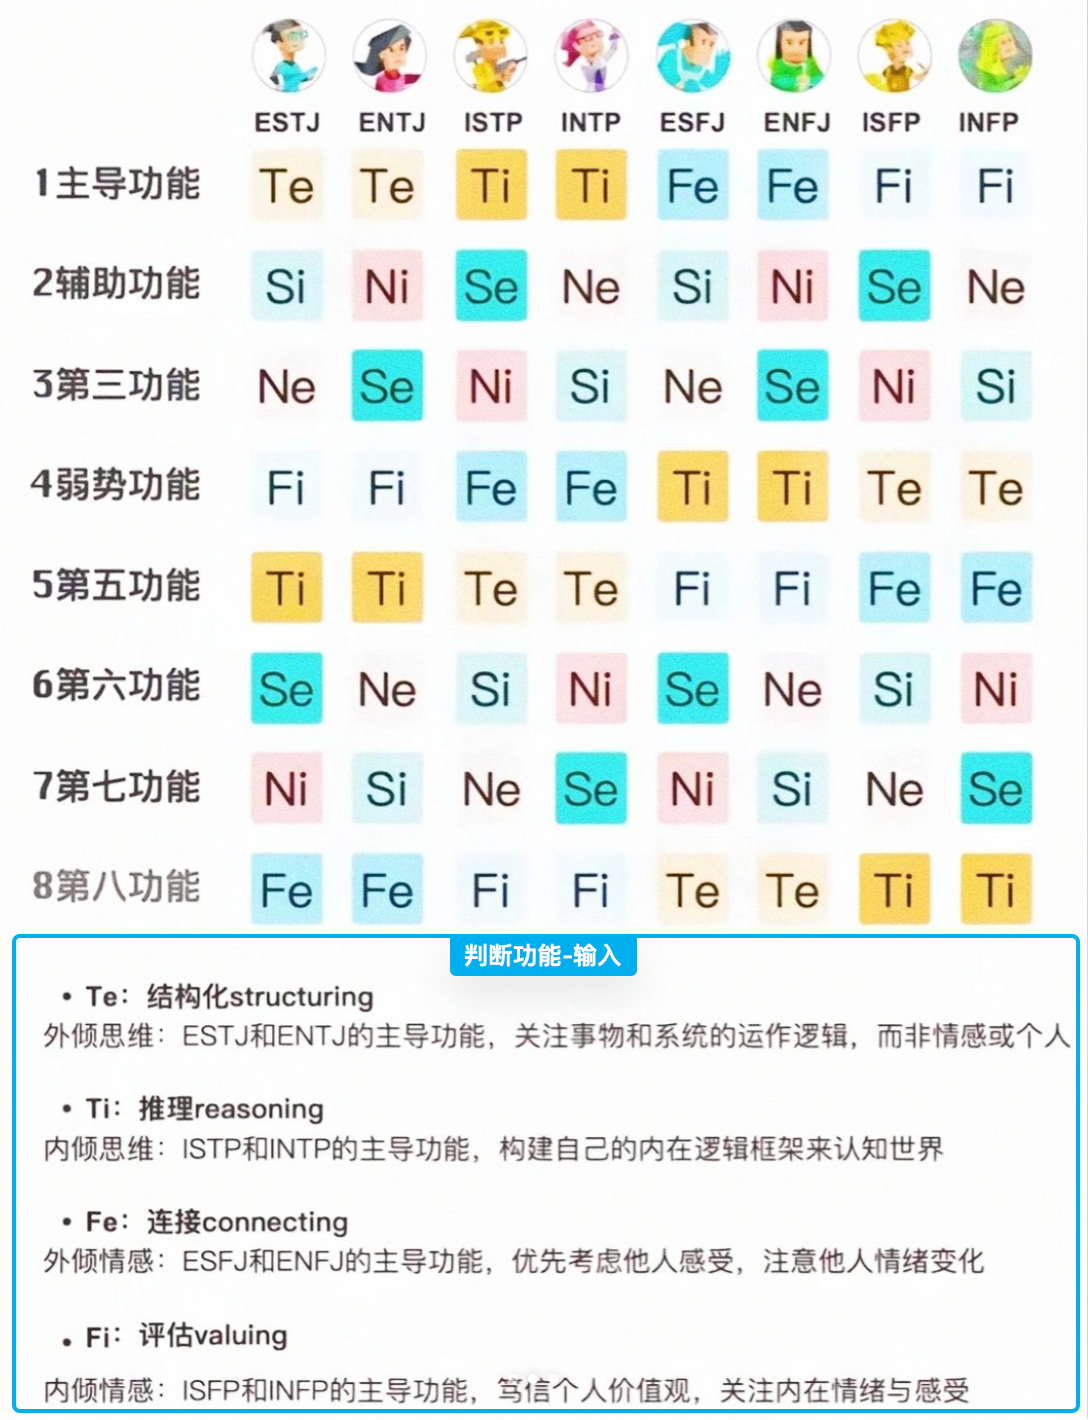 ESTJ ENTJ ISTP INTP ESFJ ENFJ ISFP INFP
1主导功能 Te Te Ti Ti Fe Fe Fi Fi
2辅助功能 Si Ni Se Ne Si Ni Se Ne
3第三功能 Ne Se Ni Si Ne Se Ni Si
4弱势功能 Fi Fi Fe Fe Ti Ti Te Te
5第五功能 Ti Ti Te Te Fi Fi Fe Fe
6第六功能 Se Ne Si Ni Se Ne Si Ni
7第七功能 Ni Si Ne Se Ni Si Ne Se
8第八功能 Fe Fe Fi Fi Te Te Ti Ti
判断功能-输入
• Te：结构化structuring
外倾思维：ESTJ和ENTJ的主导功能，关注事物和系统的运作逻辑，而非情感或个人
• Ti：推理reasoning
内倾思维：ISTP和INTP的主导功能，构建自己的内在逻辑框架来认知世界
• Fe：连接connecting
外倾情感：ESFJ和ENFJ的主导功能，优先考虑他人感受，注意他人情绪变化
• Fi：评估valuing
内倾情感：ISFP和INFP的主导功能，笃信个人价值观，关注内在情绪与感受